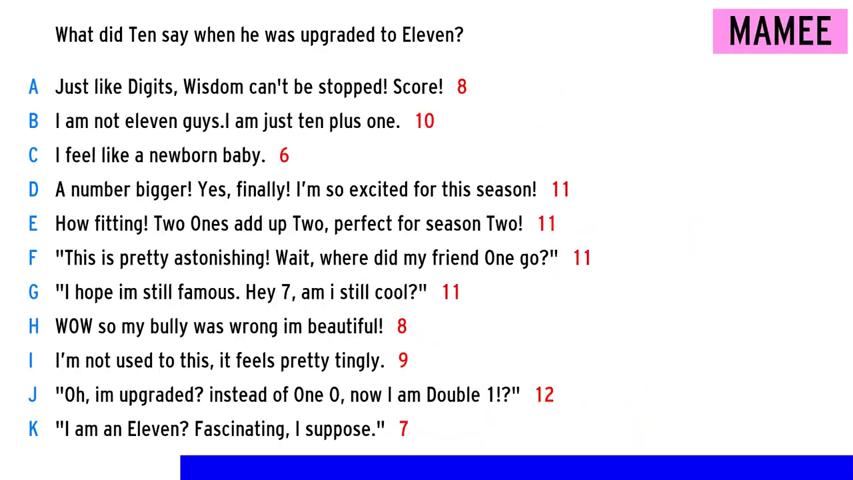 What did Ten say when he was upgraded to Eleven?
MAMEE
A Just like Digits, Wisdom can't be stopped! Score! 8
B I am not eleven guys.I am just ten plus one. 10
C I feel like a newborn baby. 6
D A number bigger! Yes, finally! I'm so excited for this season! 11
E How fitting! Two Ones add up Two, perfect for season Two! 11
F "This is pretty astonishing! Wait, where did my friend One go?" 11
G "I hope im still famous. Hey 7, am i still cool?" 11
H WOW so my bully was wrong im beautiful! 8
I I'm not used to this, it feels pretty tingly. 9
J "Oh, im upgraded? instead of One 0, now I am Double 1!?" 12
K "I am an Eleven? Fascinating, I suppose." 7